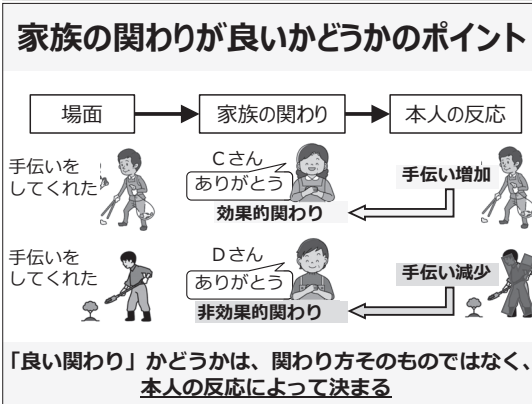 家族の関わりが良いかどうかのポイント
場面
家族の関わり
本人の反応
手伝いを
してくれた
Cさん
ありがとう
効果的関わり
手伝い増加
手伝いを
してくれた
Dさん
ありがとう
非効果的関わり
手伝い減少
「良い関わり」かどうかは、関わり方そのものではなく、
本人の反応によって決まる